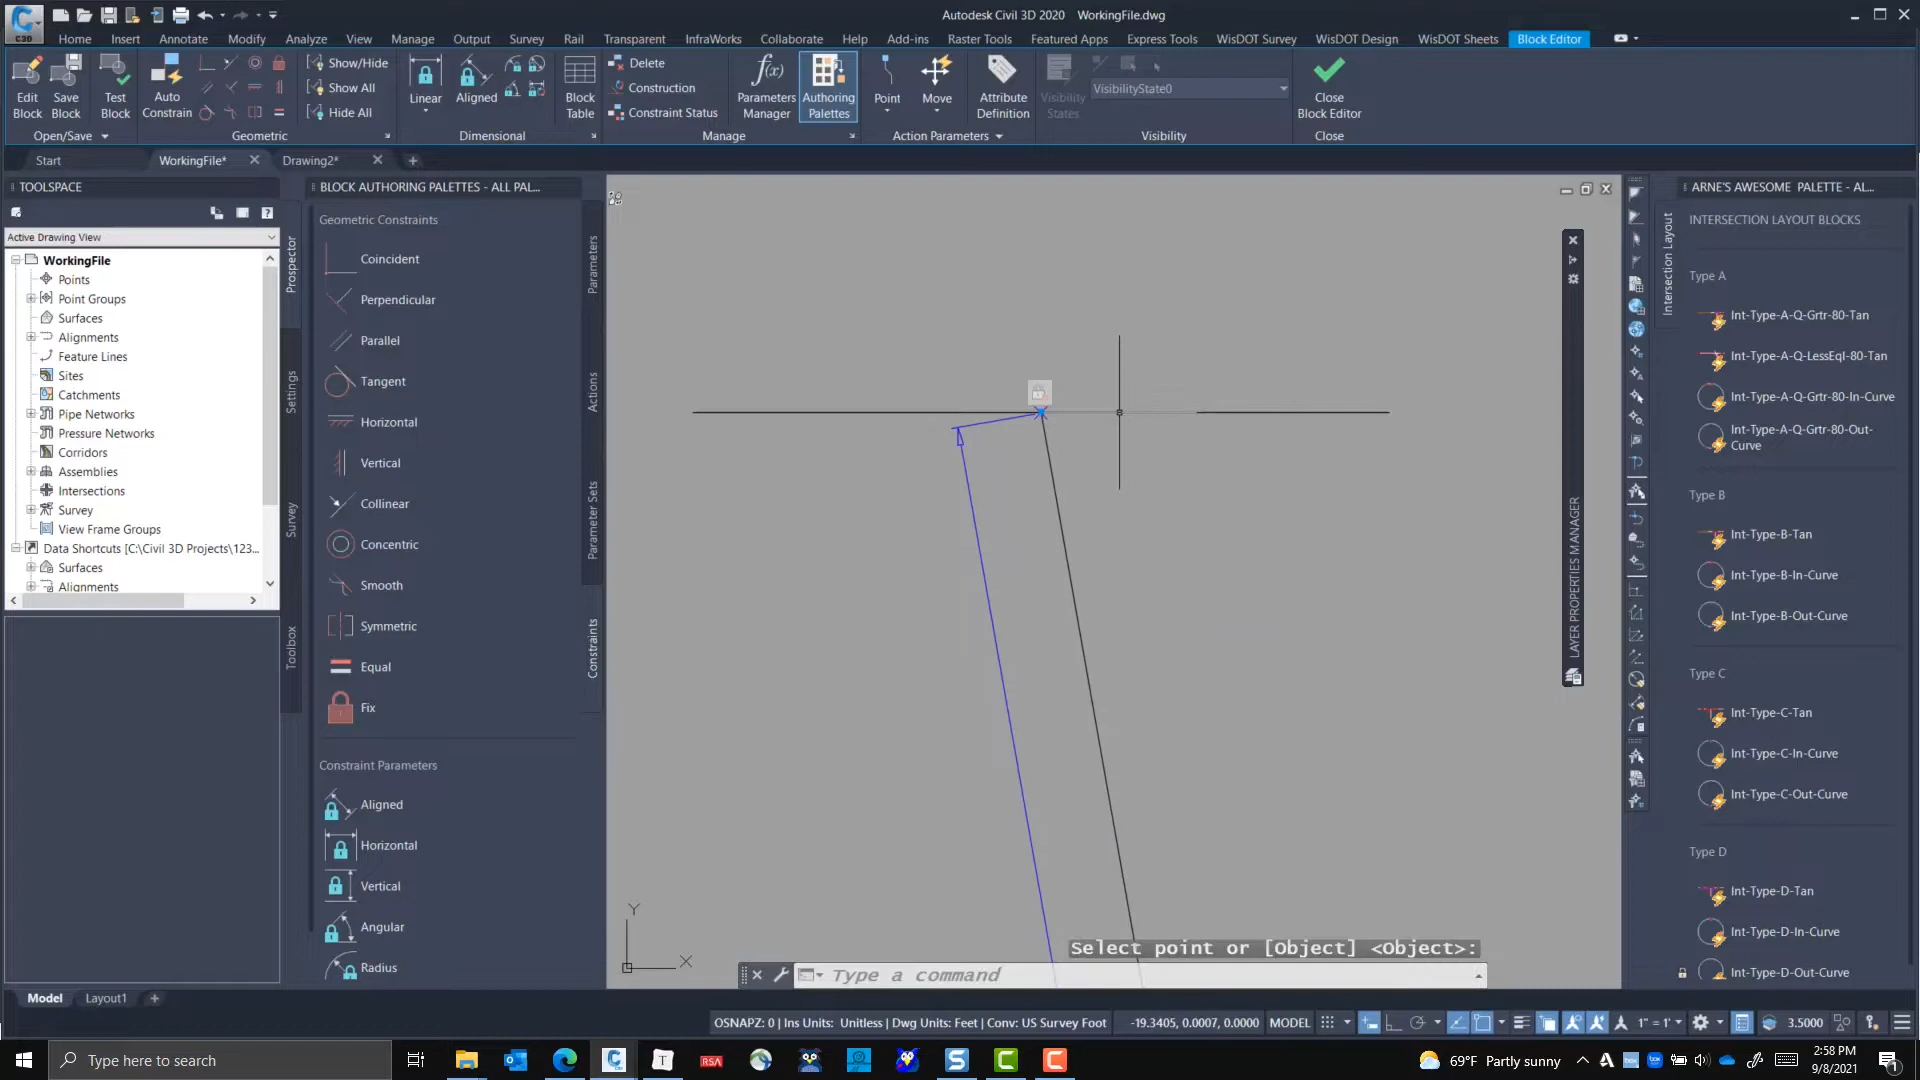 Autodesk Civil 3D 2020 WorkingFile.dwg
C3D
Home Insert Annotate Modify Analyze View Manage Output Survey Rail Transparent InfraWorks Collaborate Help Add-ins Raster Tools Featured Apps Express Tools WisDOT Survey WisDOT Design WisDOT Sheets Block Editor
Edit Block
Save Block
Test Block
Auto Constrain
Show/Hide
Show All
Hide All
Linear
Aligned
Block Table
Delete
Construction
Constraint Status
f(x)
Parameters Manager
Authoring Palettes
Point
Move
Attribute Definition
Visibility States
VisibilityState0
Close Block Editor
Open/Save Geometric Dimensional Manage Action Parameters Visibility Close
Start WorkingFile* Drawing2*
TOOLSPACE
Active Drawing View
WorkingFile
Points
Point Groups
Surfaces
Alignments
Feature Lines
Sites
Catchments
Pipe Networks
Pressure Networks
Corridors
Assemblies
Intersections
Survey
View Frame Groups
Data Shortcuts [C:\Civil 3D Projects\123...
Surfaces
Alignments
Prospector
Settings
Survey
Toolbox
BLOCK AUTHORING PALETTES - ALL PAL...
Geometric Constraints
Coincident
Perpendicular
Parallel
Tangent
Horizontal
Vertical
Collinear
Concentric
Smooth
Symmetric
Equal
Fix
Constraint Parameters
Aligned
Horizontal
Vertical
Angular
Radius
Parameters
Actions
Parameter Sets
Constraints
Y
X
LAYER PROPERTIES MANAGER
Select point or [Object] <Object>:
Type a command
ARNE'S AWESOME PALETTE - AL...
Intersection Layout
INTERSECTION LAYOUT BLOCKS
Type A
Int-Type-A-Q-Grtr-80-Tan
Int-Type-A-Q-LessEql-80-Tan
Int-Type-A-Q-Grtr-80-In-Curve
Int-Type-A-Q-Grtr-80-Out-
Curve
Type B
Int-Type-B-Tan
Int-Type-B-In-Curve
Int-Type-B-Out-Curve
Type C
Int-Type-C-Tan
Int-Type-C-In-Curve
Int-Type-C-Out-Curve
Type D
Int-Type-D-Tan
Int-Type-D-In-Curve
Int-Type-D-Out-Curve
Model Layout1
OSNAPZ: 0 | Ins Units: Unitless | Dwg Units: Feet | Conv: US Survey Foot -19.3405, 0.0007, 0.0000 MODEL 1" = 1' 3.5000
Type here to search
T
RSA
69°F Partly sunny
2:58 PM
9/8/2021
1